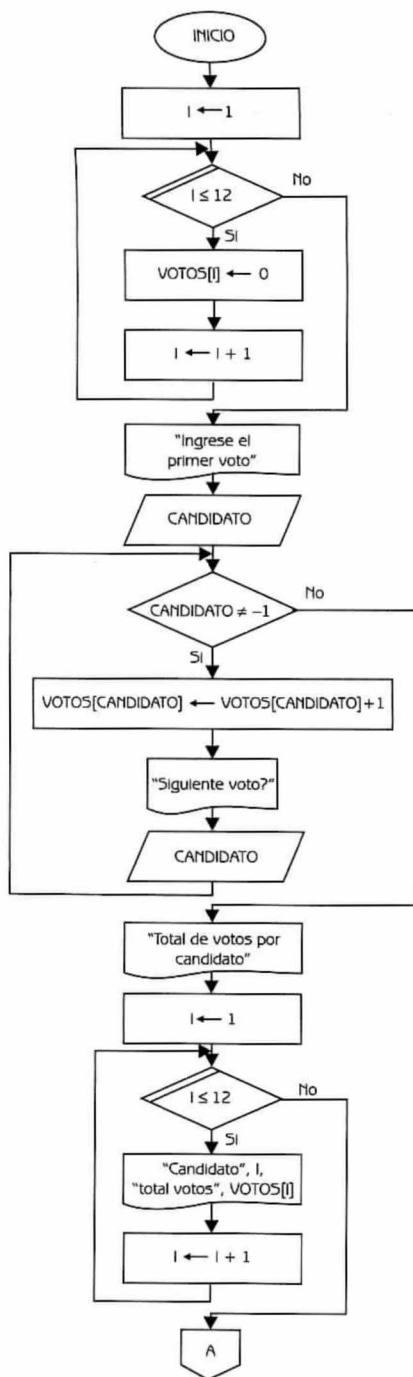 INICIO
I ← 1
I ≤ 12
No
Si
VOTOS[I] ← 0
I ← I + 1
"Ingrese el
primer voto"
CANDIDATO
CANDIDATO ≠ –1
No
Si
VOTOS[CANDIDATO] ← VOTOS[CANDIDATO]+1
"Siguiente voto?"
CANDIDATO
"Total de votos por
candidato"
I ← 1
I ≤ 12
No
Si
"Candidato", I,
"total votos", VOTOS[I]
I ← I + 1
A